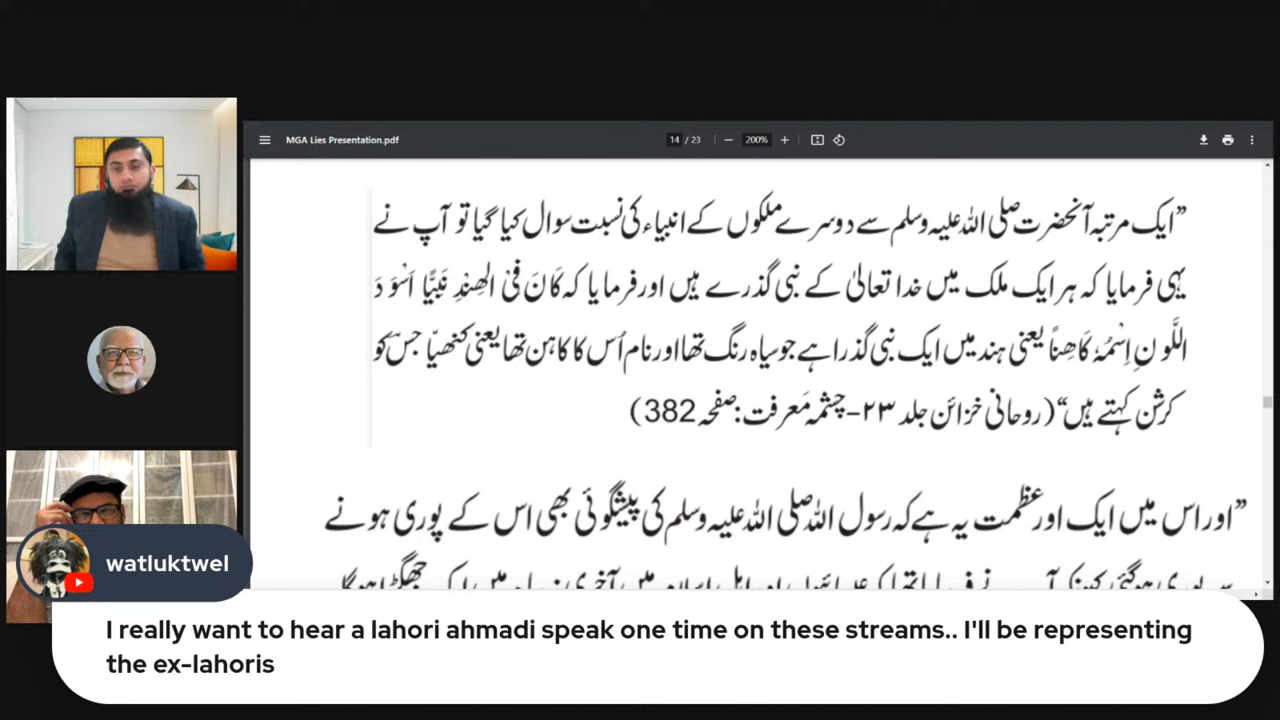 MGA Lies Presentation.pdf
14 / 23
200%
”ایک مرتبہ آنحضرت صلی اللہ علیہ وسلم سے دوسرے ملکوں کے انبیاء کی نسبت سوال کیا گیا تو آپ نے
یہی فرمایا کہ ہر ایک ملک میں خدا تعالیٰ کے نبی گذرے ہیں اور فرمایا کہ کَانَ فِیْ الھِنْدِ نَبِیًّا اَسْوَدَ
اللَّونِ اِسْمُہٗ کَاھِنًا یعنی ہند میں ایک نبی گذرا ہے جو سیاہ رنگ تھا اور نام اُس کا کاہن تھا یعنی کنھیّا جس کو
کرشن کہتے ہیں“ (روحانی خزائن جلد ۲۳–چشمہ مَعرفت: صفحہ 382)
”اور اس میں ایک اور عظمت یہ ہے کہ رسول اللہ صلی اللہ علیہ وسلم کی پیشگوئی بھی اس کے پوری ہونے
watluktwel
I really want to hear a lahori ahmadi speak one time on these streams.. I'll be representing
the ex-lahoris